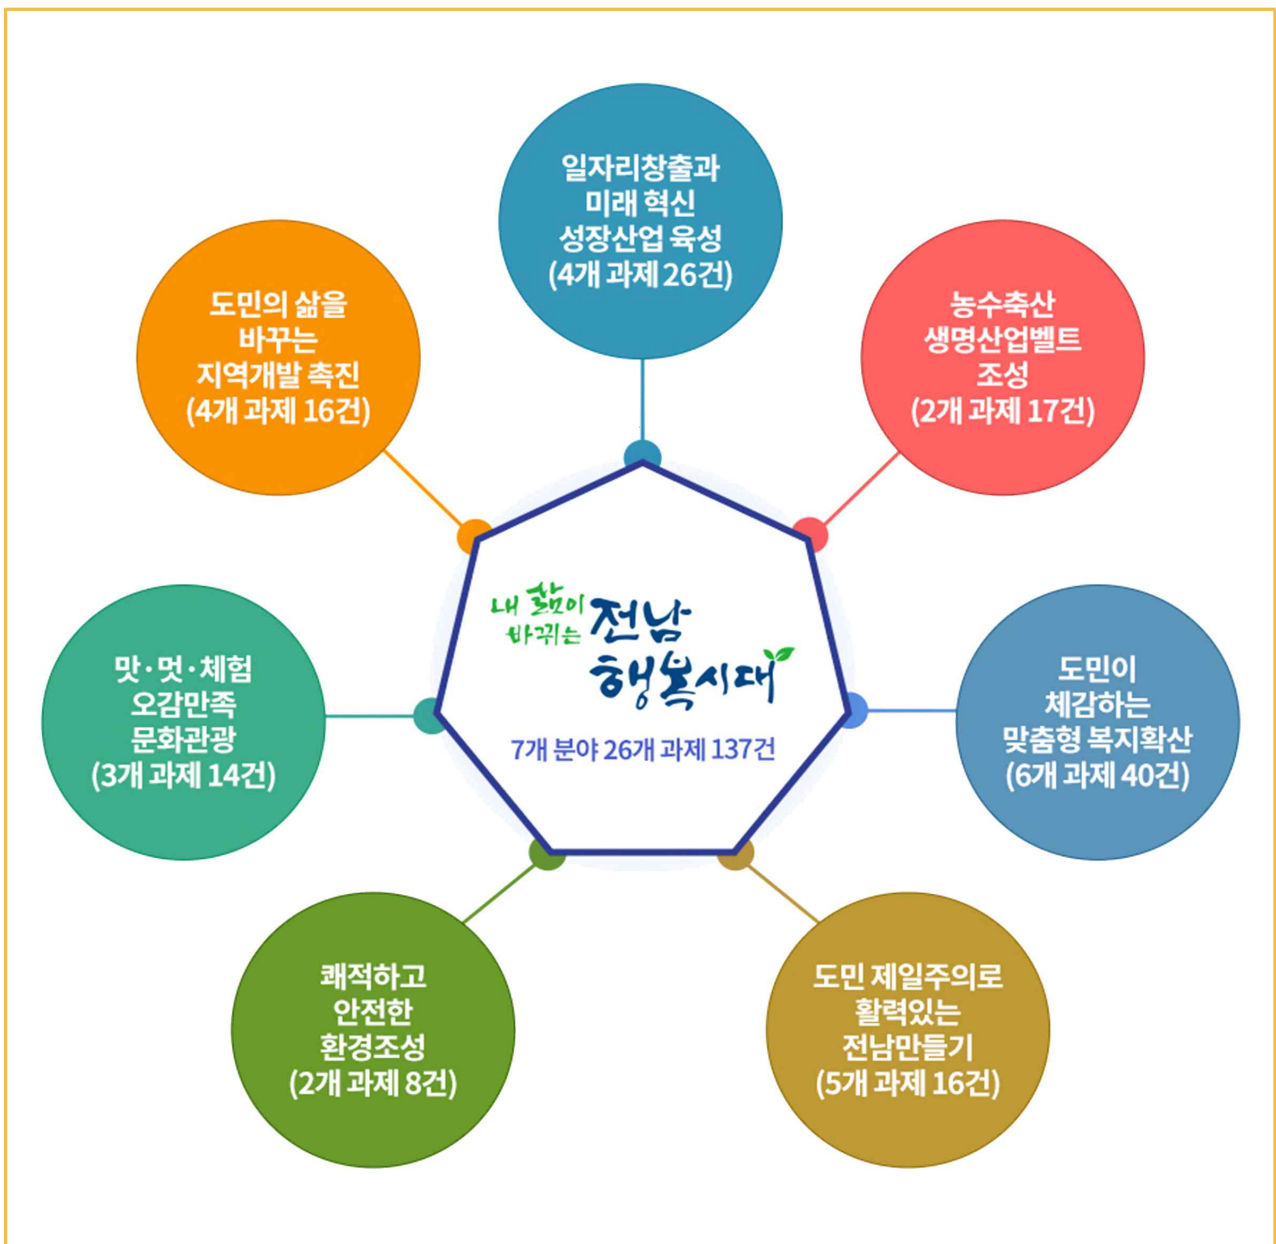 일자리창출과
미래 혁신
성장산업 육성
(4개 과제 26건)
농수축산
생명산업벨트
조성
(2개 과제 17건)
도민이
체감하는
맞춤형 복지확산
(6개 과제 40건)
도민 제일주의로
활력있는
전남만들기
(5개 과제 16건)
쾌적하고
안전한
환경조성
(2개 과제 8건)
맛·멋·체험
오감만족
문화관광
(3개 과제 14건)
도민의 삶을
바꾸는
지역개발 촉진
(4개 과제 16건)
내 삶이
바뀌는
전남
행복시대
7개 분야 26개 과제 137건